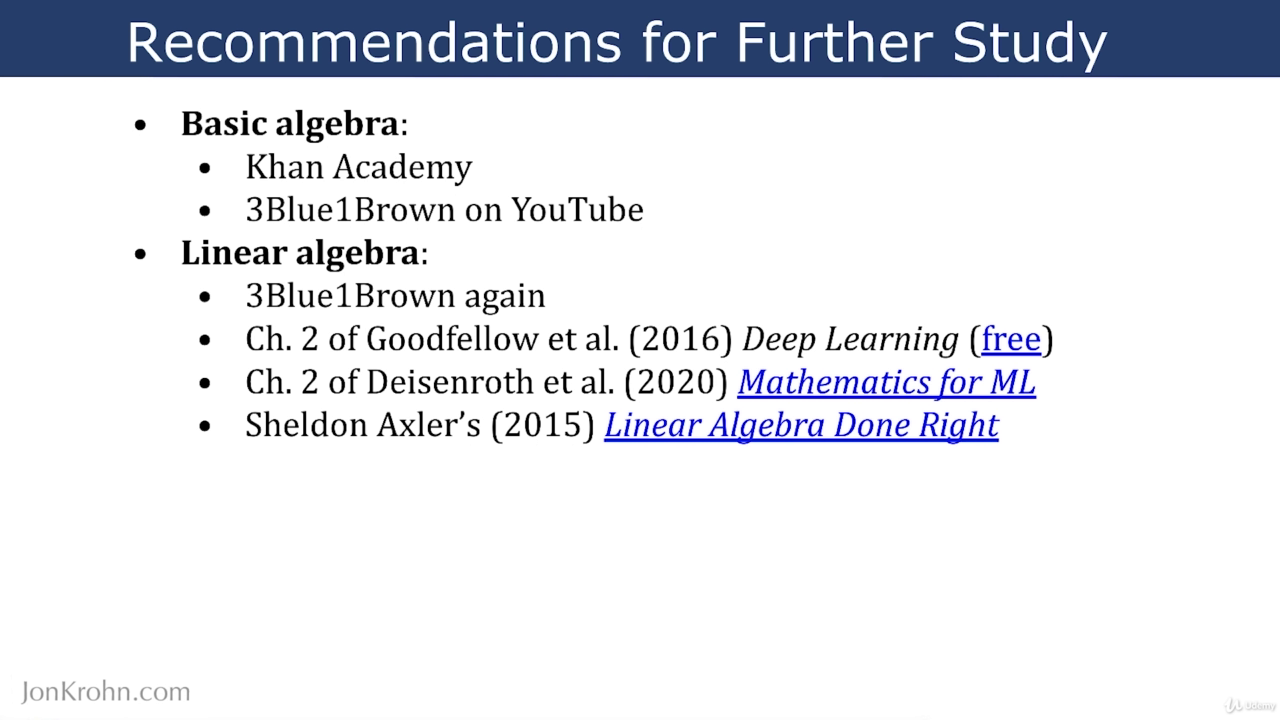 Recommendations for Further Study
• Basic algebra:
• Khan Academy
• 3Blue1Brown on YouTube
• Linear algebra:
• 3Blue1Brown again
• Ch. 2 of Goodfellow et al. (2016) Deep Learning (free)
• Ch. 2 of Deisenroth et al. (2020) Mathematics for ML
• Sheldon Axler’s (2015) Linear Algebra Done Right
JonKrohn.com
Udemy